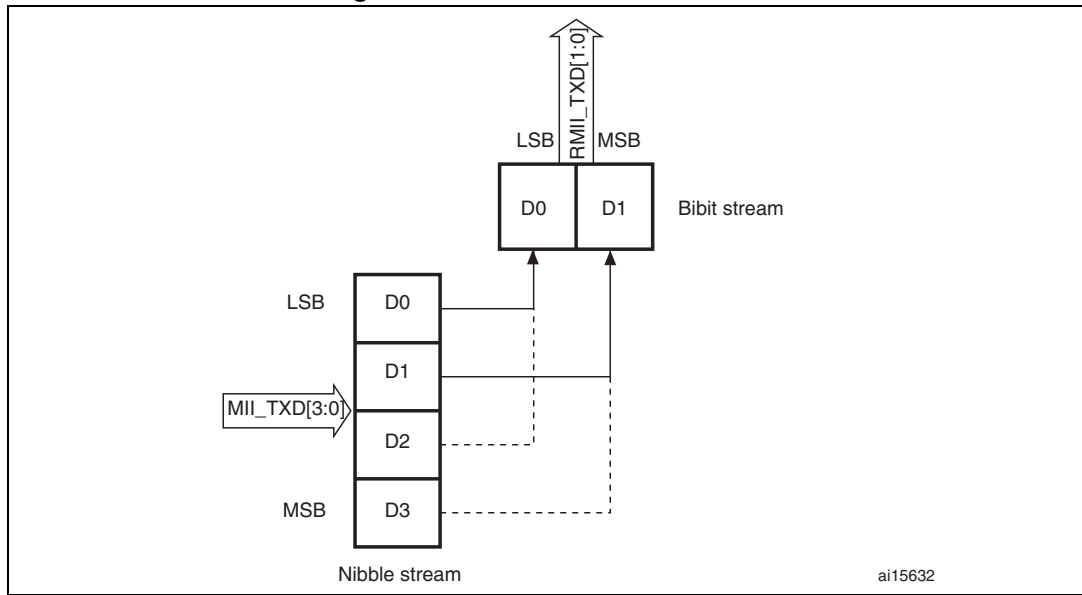 RMII_TXD[1:0]
LSB MSB
D0 D1 Bibit stream
LSB D0
D1
MII_TXD[3:0]
D2
MSB D3
Nibble stream
ai15632